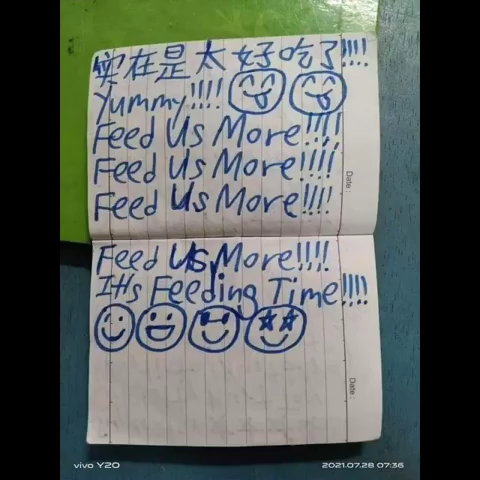 实在是太好吃了!!!!
Yummy!!!!
Feed Us More!!!!
Feed Us More!!!!
Feed Us More!!!!
Date:
Feed Us More!!!!
It's Feeding Time!!!!
Date:
vivo Y20
2021.07.28 07:36